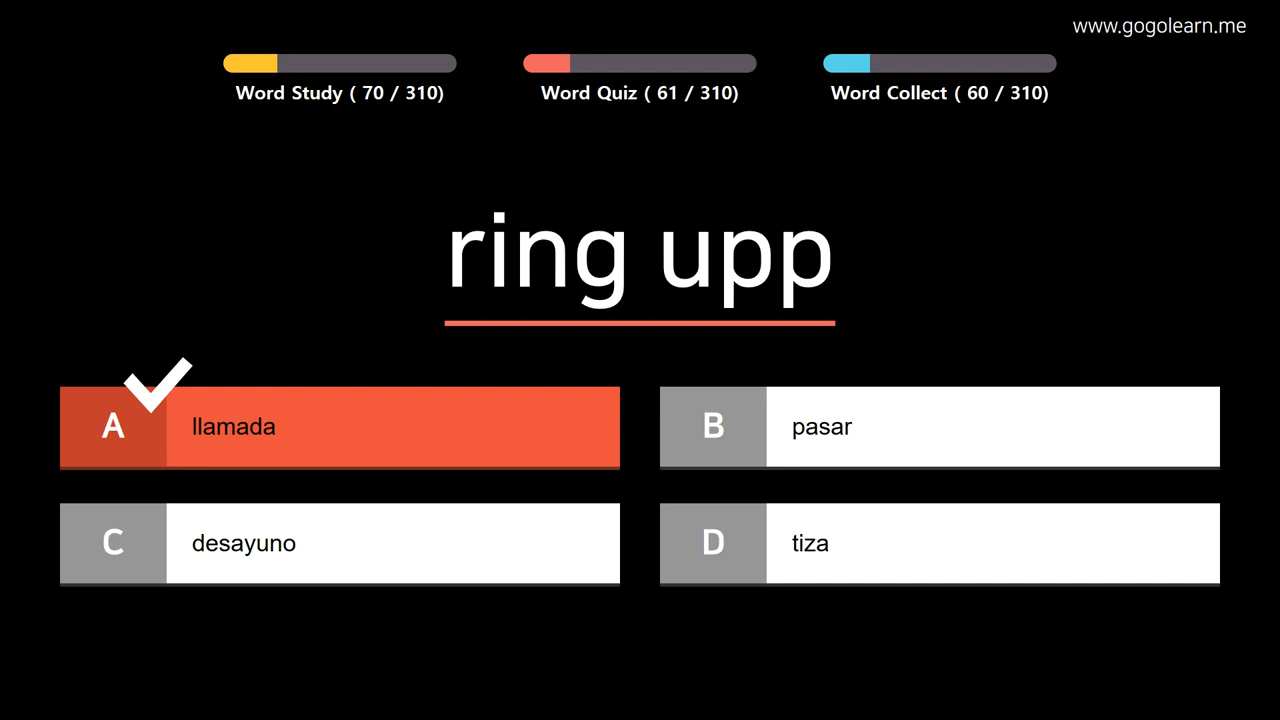 www.gogolearn.me
Word Study ( 70 / 310)
Word Quiz ( 61 / 310)
Word Collect ( 60 / 310)
ring upp
A llamada
B pasar
C desayuno
D tiza